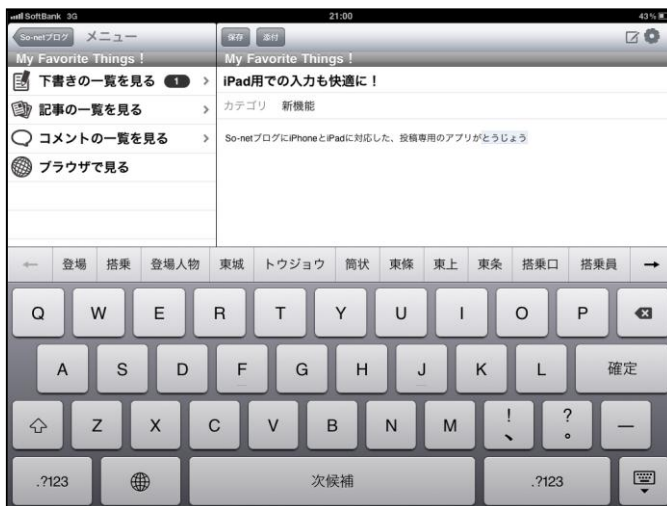 SoftBank 3G
21:00
43%
So-netブログ
メニュー
保存
添付
My Favorite Things !
My Favorite Things !
下書きの一覧を見る 1
記事の一覧を見る
コメントの一覧を見る
ブラウザで見る
iPad用での入力も快適に！
カテゴリ 新機能
So-netブログにiPhoneとiPadに対応した、投稿専用のアプリがとうじょう
← 登場 搭乗 登場人物 東城 トウジョウ 筒状 東條 東上 東条 搭乗口 搭乗員 →
Q W E R T Y U I O P
A S D F G H J K L 確定
Z X C V B N M ! 、 ? 。 ー
.?123 次候補 .?123